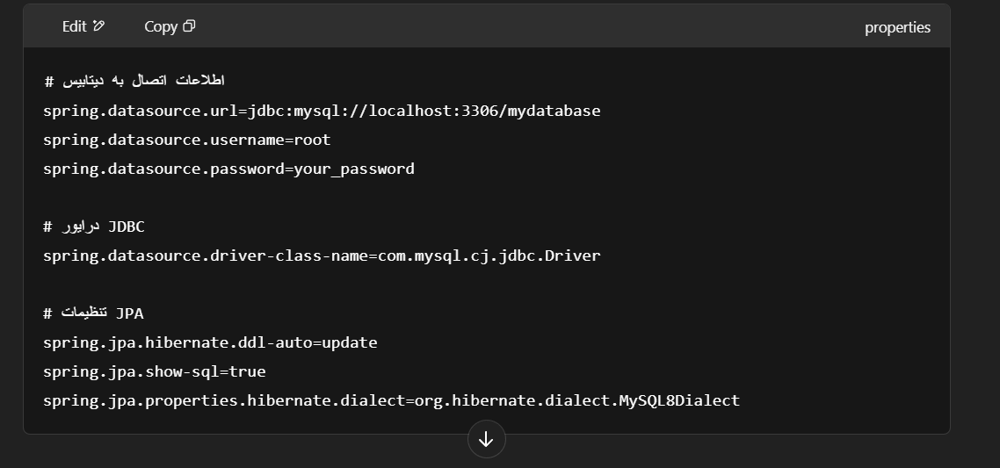 Edit
Copy
properties
# اطلاعات اتصال به دیتابیس
spring.datasource.url=jdbc:mysql://localhost:3306/mydatabase
spring.datasource.username=root
spring.datasource.password=your_password
# درایور JDBC
spring.datasource.driver-class-name=com.mysql.cj.jdbc.Driver
# تنظیمات JPA
spring.jpa.hibernate.ddl-auto=update
spring.jpa.show-sql=true
spring.jpa.properties.hibernate.dialect=org.hibernate.dialect.MySQL8Dialect